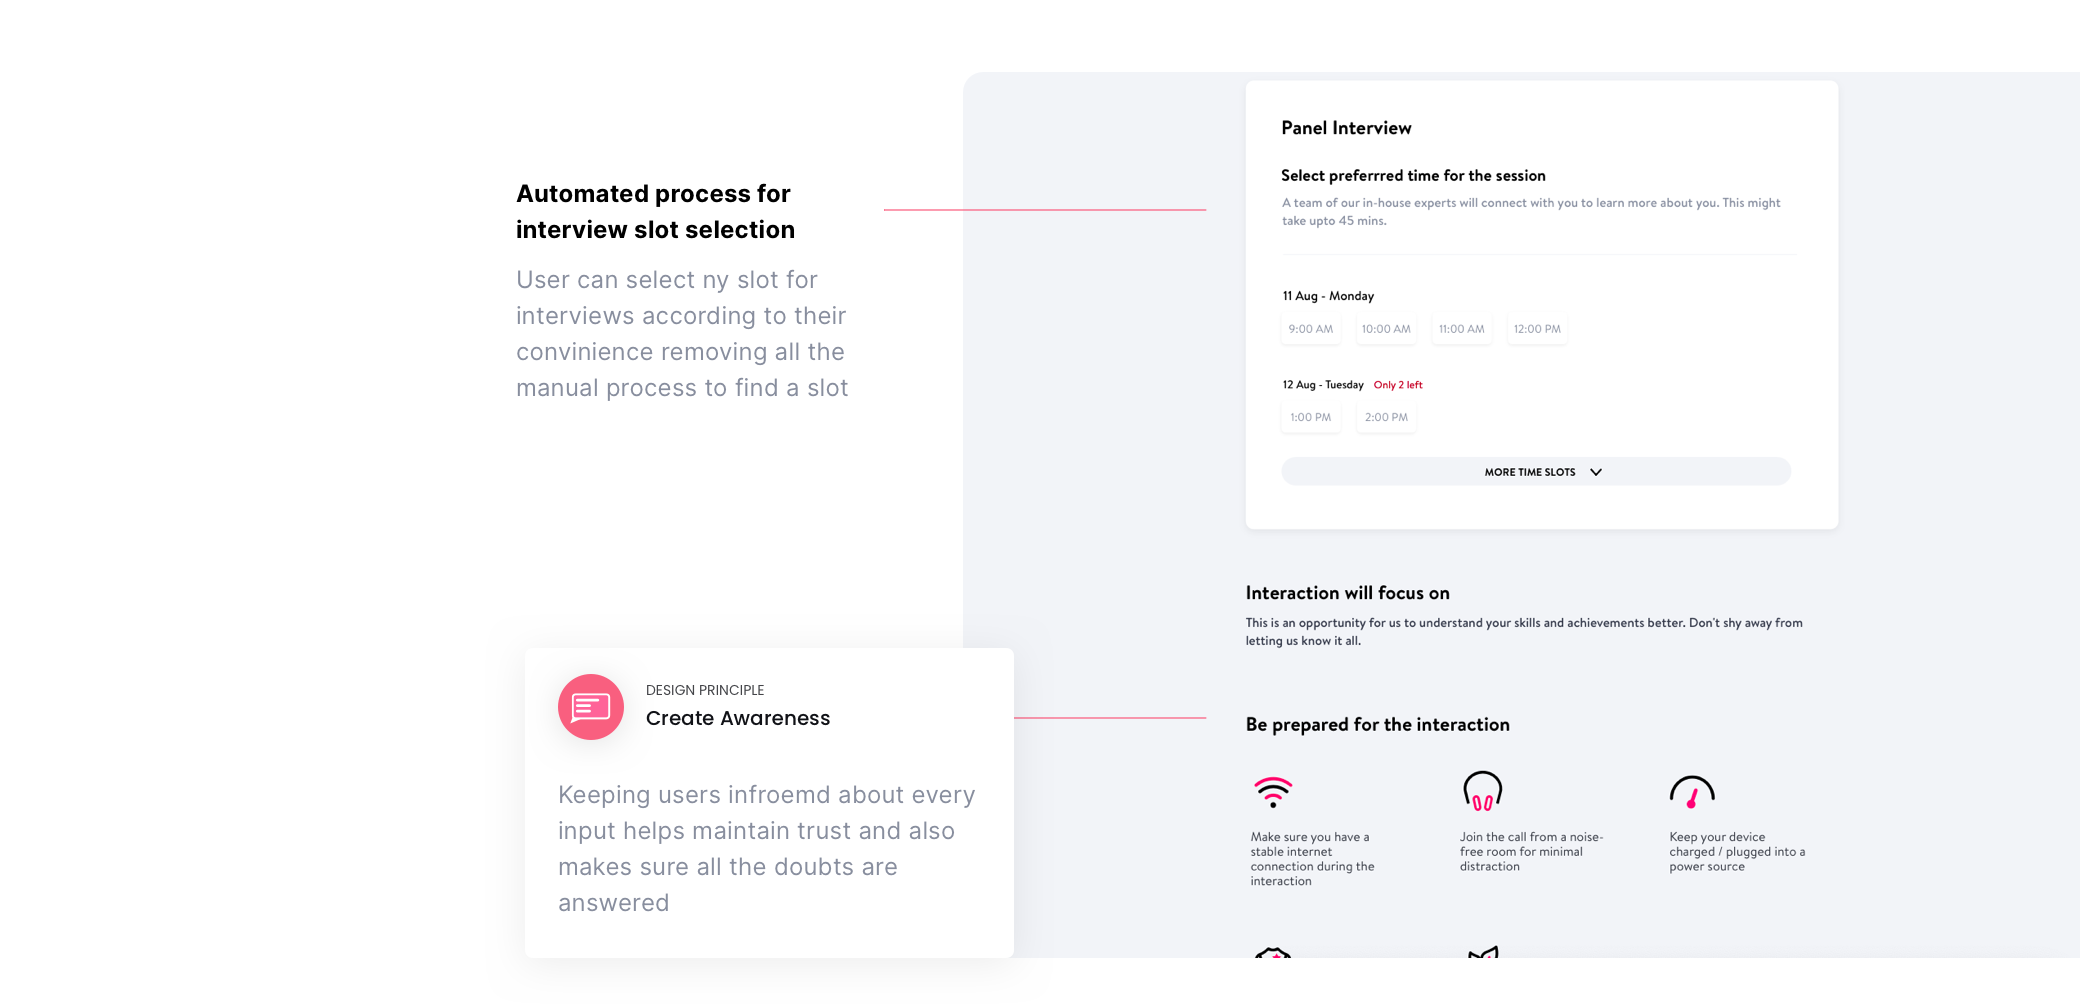 Automated process for
interview slot selection
User can select ny slot for
interviews according to their
convinience removing all the
manual process to find a slot
DESIGN PRINCIPLE
Create Awareness
Keeping users infroemd about every
input helps maintain trust and also
makes sure all the doubts are
answered
Panel Interview
Select preferrred time for the session
A team of our in-house experts will connect with you to learn more about you. This might
take upto 45 mins.
11 Aug - Monday
9:00 AM 10:00 AM 11:00 AM 12:00 PM
12 Aug - Tuesday Only 2 left
1:00 PM 2:00 PM
MORE TIME SLOTS
Interaction will focus on
This is an opportunity for us to understand your skills and achievements better. Don't shy away from
letting us know it all.
Be prepared for the interaction
Make sure you have a
stable internet
connection during the
interaction
Join the call from a noise-
free room for minimal
distraction
Keep your device
charged / plugged into a
power source